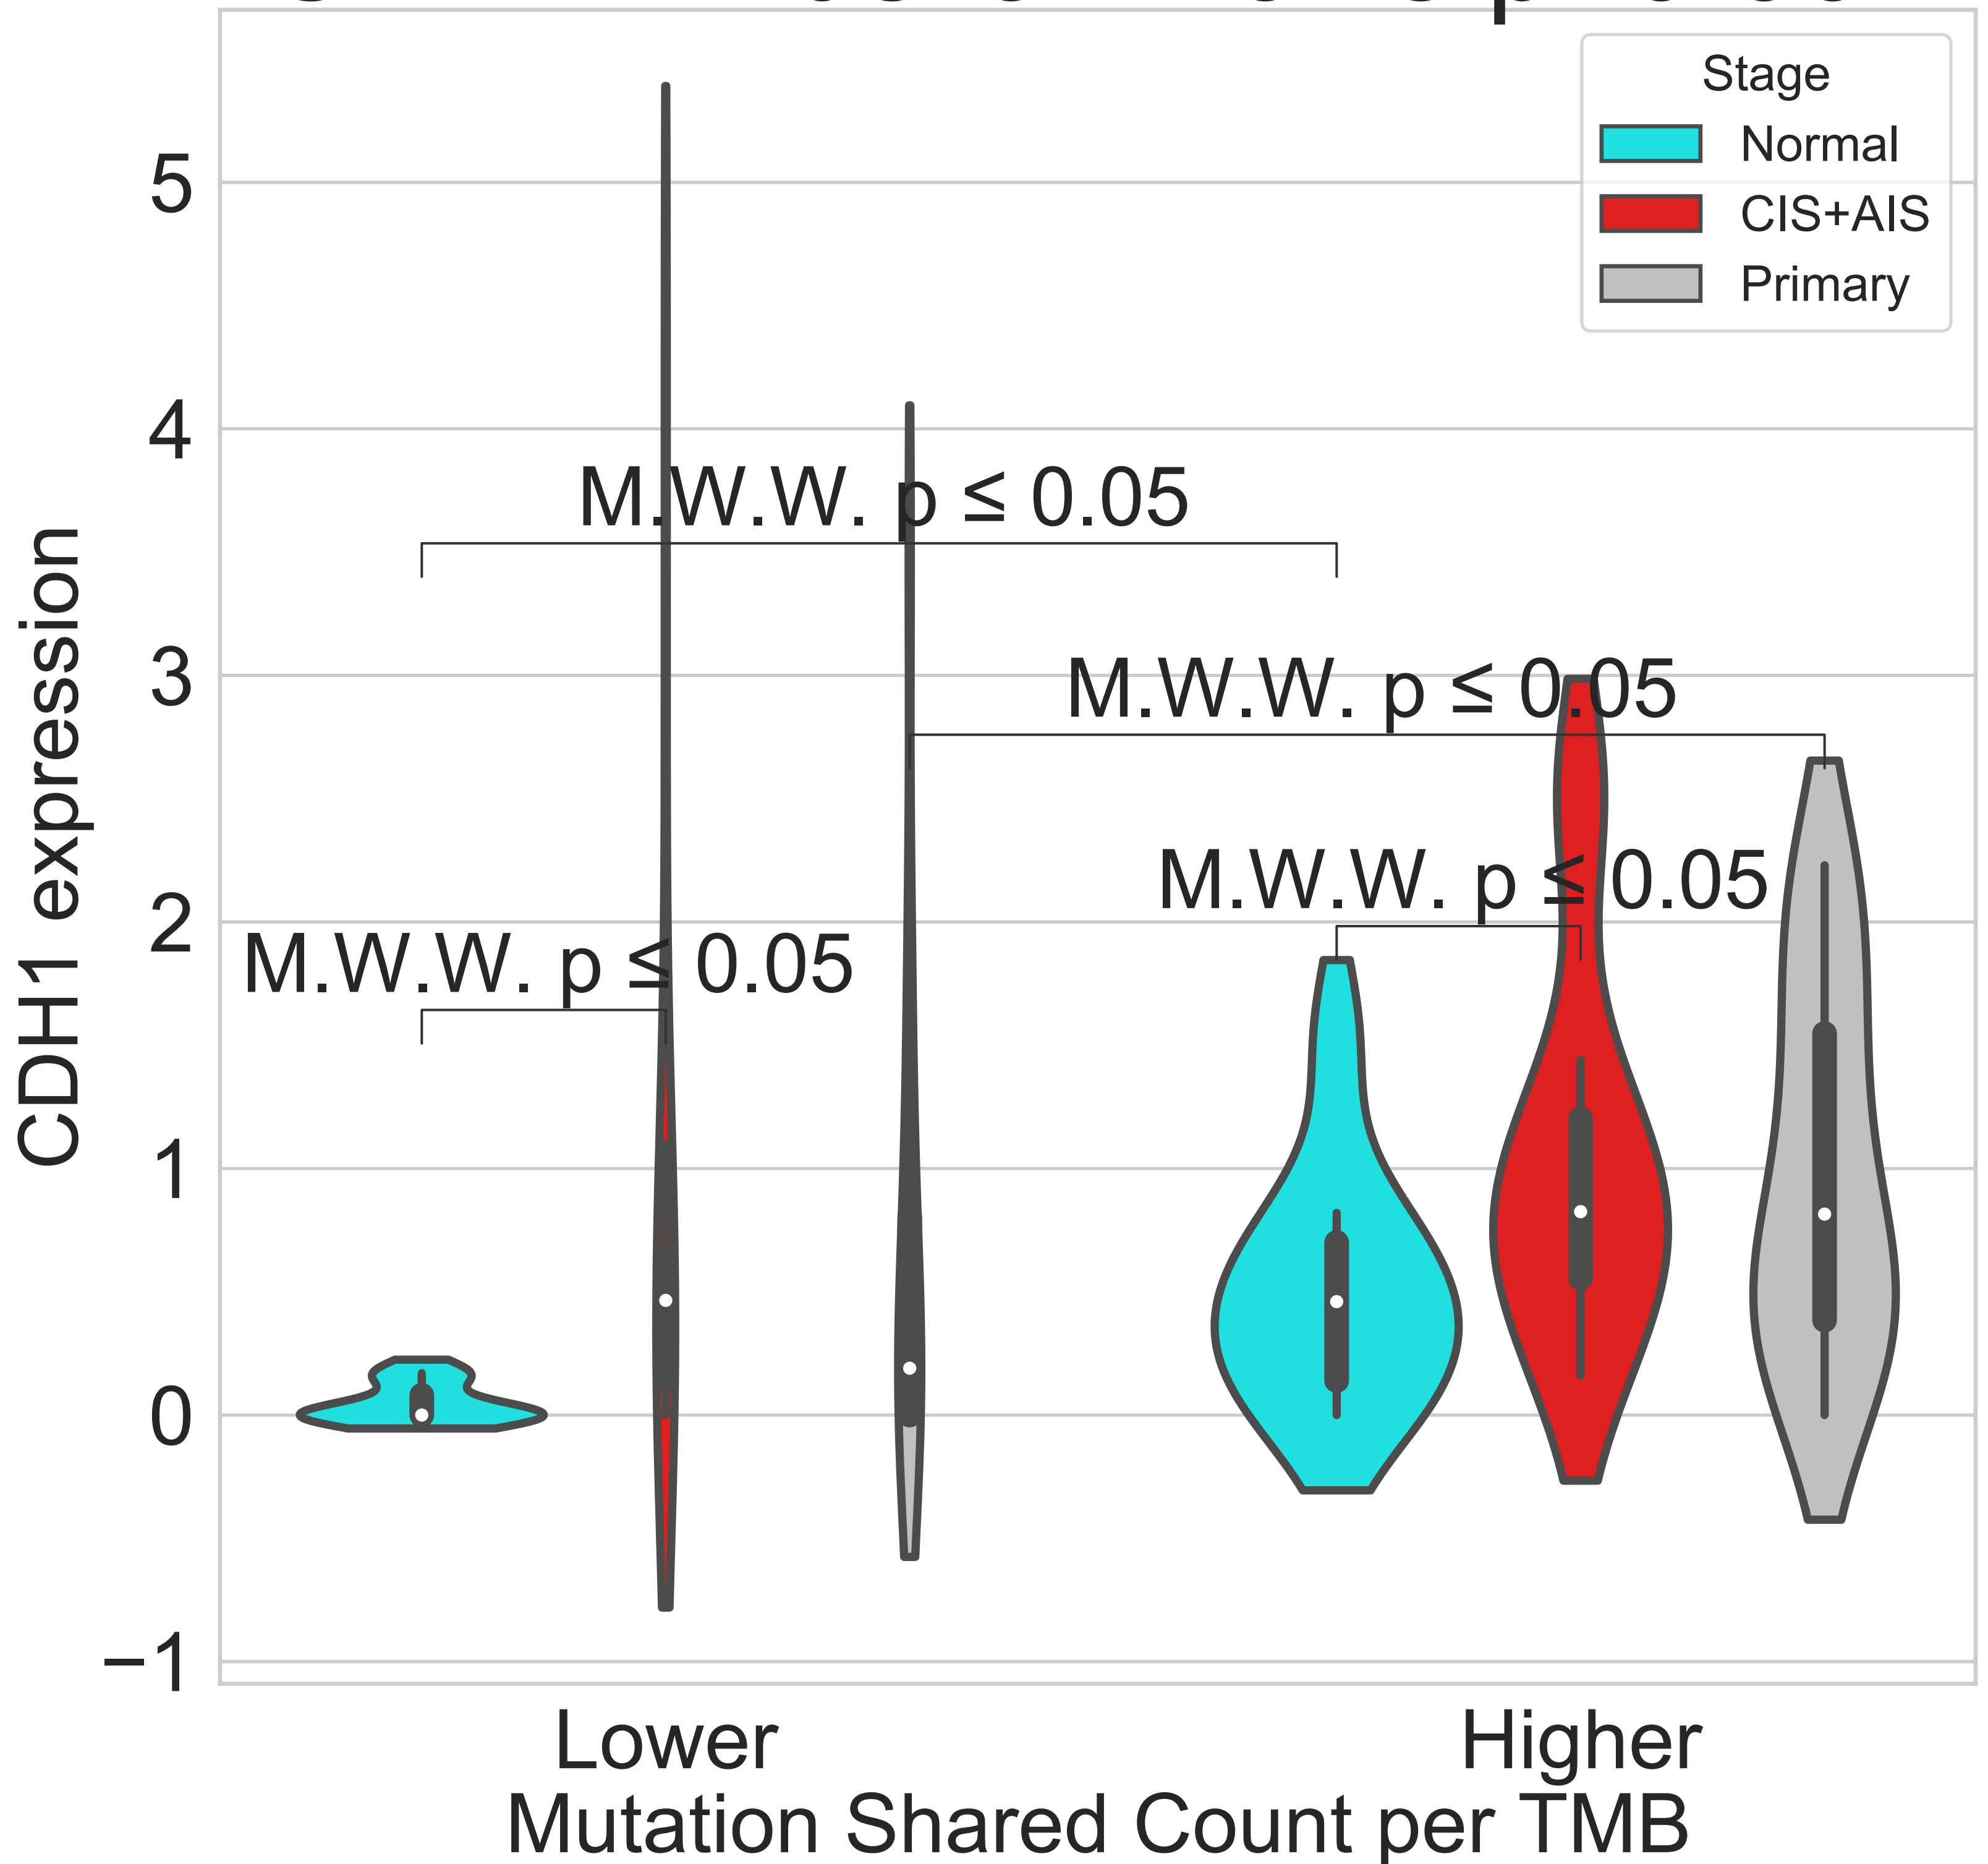 Stage
Normal
CIS+AIS
Primary
5
4
3
2
1
0
−1
CDH1 expression
M.W.W. p ≤ 0.05
M.W.W. p ≤ 0.05
M.W.W. p ≤ 0.05
M.W.W. p ≤ 0.05
Lower
Higher
Mutation Shared Count per TMB